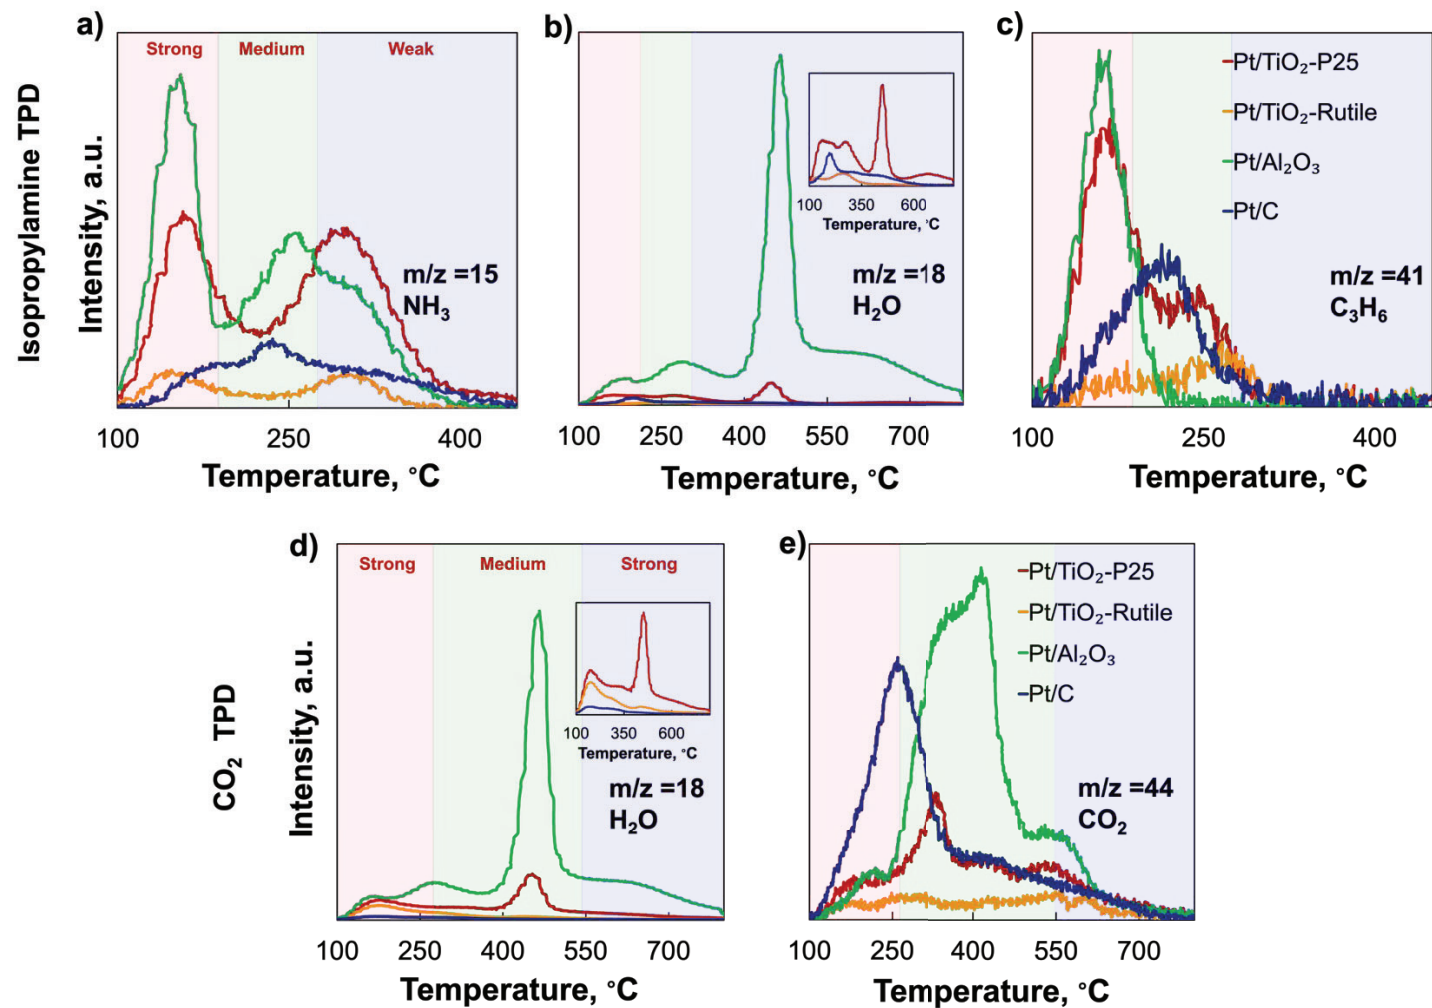 Isopropylamine TPD
a)
Strong Medium Weak
Intensity, a.u.
m/z =15
NH₃
100 250 400
Temperature, °C
b)
100 350 600
Temperature, °C
m/z =18
H₂O
100 250 400 550 700
Temperature, °C
c)
Pt/TiO₂-P25
Pt/TiO₂-Rutile
Pt/Al₂O₃
Pt/C
m/z =41
C₃H₆
100 250 400
Temperature, °C
CO₂ TPD
d)
Strong Medium Strong
Intensity, a.u.
100 350 600
Temperature, °C
m/z =18
H₂O
100 250 400 550 700
Temperature, °C
e)
Pt/TiO₂-P25
Pt/TiO₂-Rutile
Pt/Al₂O₃
Pt/C
m/z =44
CO₂
100 250 400 550 700
Temperature, °C